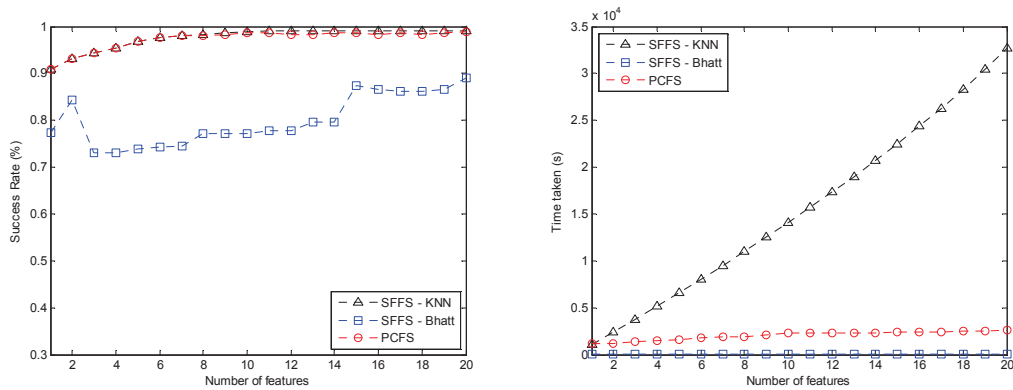 1
0.9
0.8
0.7
0.6
0.5
0.4
0.3
Success Rate (%)
2 4 6 8 10 12 14 16 18 20
Number of features
SFFS - KNN
SFFS - Bhatt
PCFS
x 10^4
3.5
3
2.5
2
1.5
1
0.5
0
Time taken (s)
2 4 6 8 10 12 14 16 18 20
Number of features
SFFS - KNN
SFFS - Bhatt
PCFS